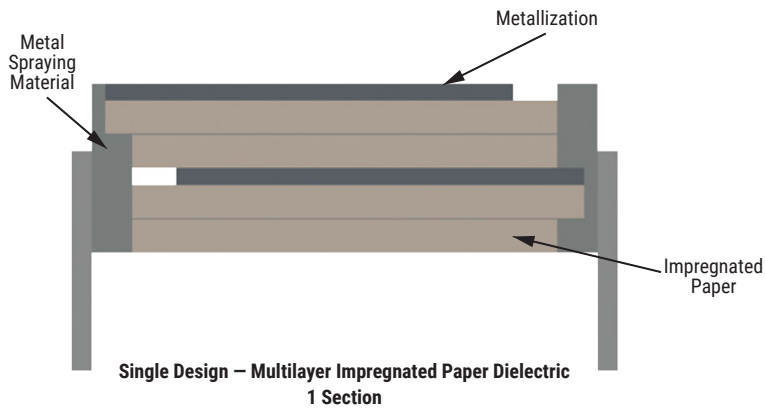 Metallization
Metal
Spraying
Material
Impregnated
Paper
Single Design — Multilayer Impregnated Paper Dielectric
1 Section